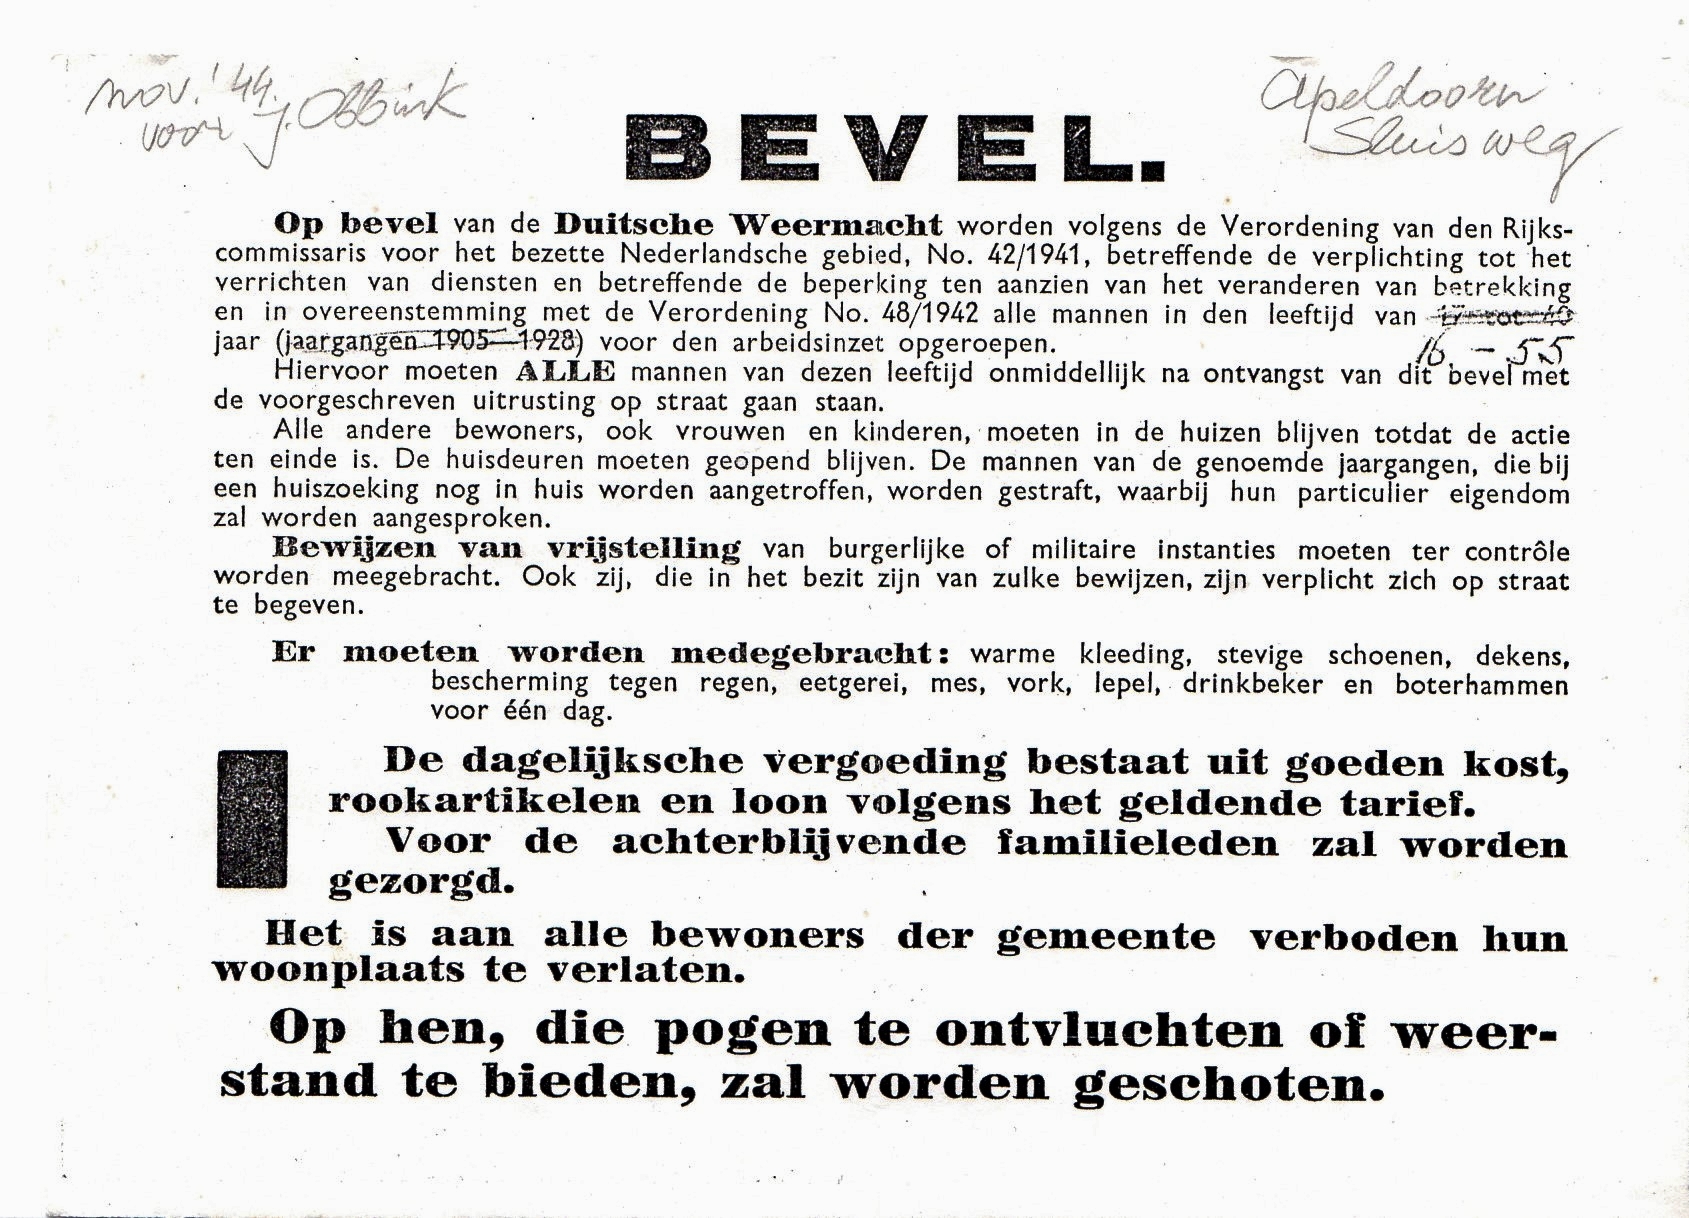 nov. '44.
voor J. Obbink
Apeldoorn
Sluisweg
BEVEL.
Op bevel van de Duitsche Weermacht worden volgens de Verordening van den Rijks-
commissaris voor het bezette Nederlandsche gebied, No. 42/1941, betreffende de verplichting tot het
verrichten van diensten en betreffende de beperking ten aanzien van het veranderen van betrekking
en in overeenstemming met de Verordening No. 48/1942 alle mannen in den leeftijd van 17 tot 40
jaar (jaargangen 1905—1928) voor den arbeidsinzet opgeroepen.
16 - 55
Hiervoor moeten ALLE mannen van dezen leeftijd onmiddellijk na ontvangst van dit bevel met
de voorgeschreven uitrusting op straat gaan staan.
Alle andere bewoners, ook vrouwen en kinderen, moeten in de huizen blijven totdat de actie
ten einde is. De huisdeuren moeten geopend blijven. De mannen van de genoemde jaargangen, die bij
een huiszoeking nog in huis worden aangetroffen, worden gestraft, waarbij hun particulier eigendom
zal worden aangesproken.
Bewijzen van vrijstelling van burgerlijke of militaire instanties moeten ter contrôle
worden meegebracht. Ook zij, die in het bezit zijn van zulke bewijzen, zijn verplicht zich op straat
te begeven.
Er moeten worden medegebracht: warme kleeding, stevige schoenen, dekens,
bescherming tegen regen, eetgerei, mes, vork, lepel, drinkbeker en boterhammen
voor één dag.
De dagelijksche vergoeding bestaat uit goeden kost,
rookartikelen en loon volgens het geldende tarief.
Voor de achterblijvende familieleden zal worden
gezorgd.
Het is aan alle bewoners der gemeente verboden hun
woonplaats te verlaten.
Op hen, die pogen te ontvluchten of weer-
stand te bieden, zal worden geschoten.